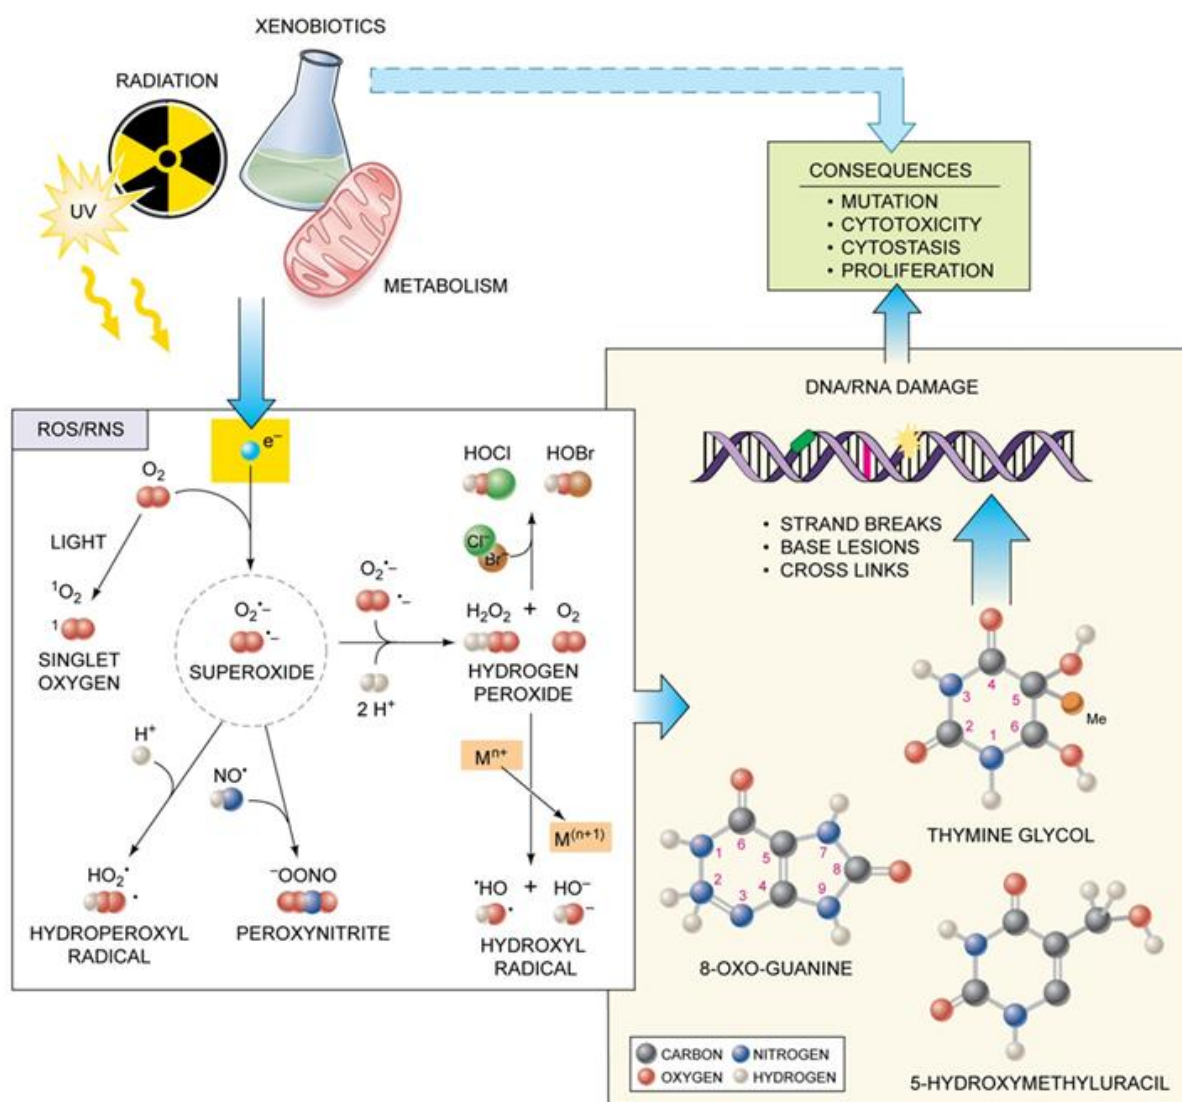 XENOBIOTICS
RADIATION
UV
METABOLISM
CONSEQUENCES
• MUTATION
• CYTOTOXICITY
• CYTOSTASIS
• PROLIFERATION
ROS/RNS
e⁻
O₂
LIGHT
¹O₂
1
SINGLET
OXYGEN
O₂•–
•–
SUPEROXIDE
O₂•–
•–
2 H⁺
HOCl
HOBr
Cl⁻
Br⁻
H₂O₂ + O₂
HYDROGEN
PEROXIDE
H⁺
NO•
HO₂•
•
HYDROPEROXYL
RADICAL
⁻OONO
PEROXYNITRITE
Mⁿ⁺
M⁽ⁿ⁺¹⁾
•HO + HO⁻
• –
HYDROXYL
RADICAL
DNA/RNA DAMAGE
• STRAND BREAKS
• BASE LESIONS
• CROSS LINKS
4
3
5
Me
2
1
6
THYMINE GLYCOL
6
7
1
5
8
2
4
3
9
8-OXO-GUANINE
5-HYDROXYMETHYLURACIL
CARBON
NITROGEN
OXYGEN
HYDROGEN